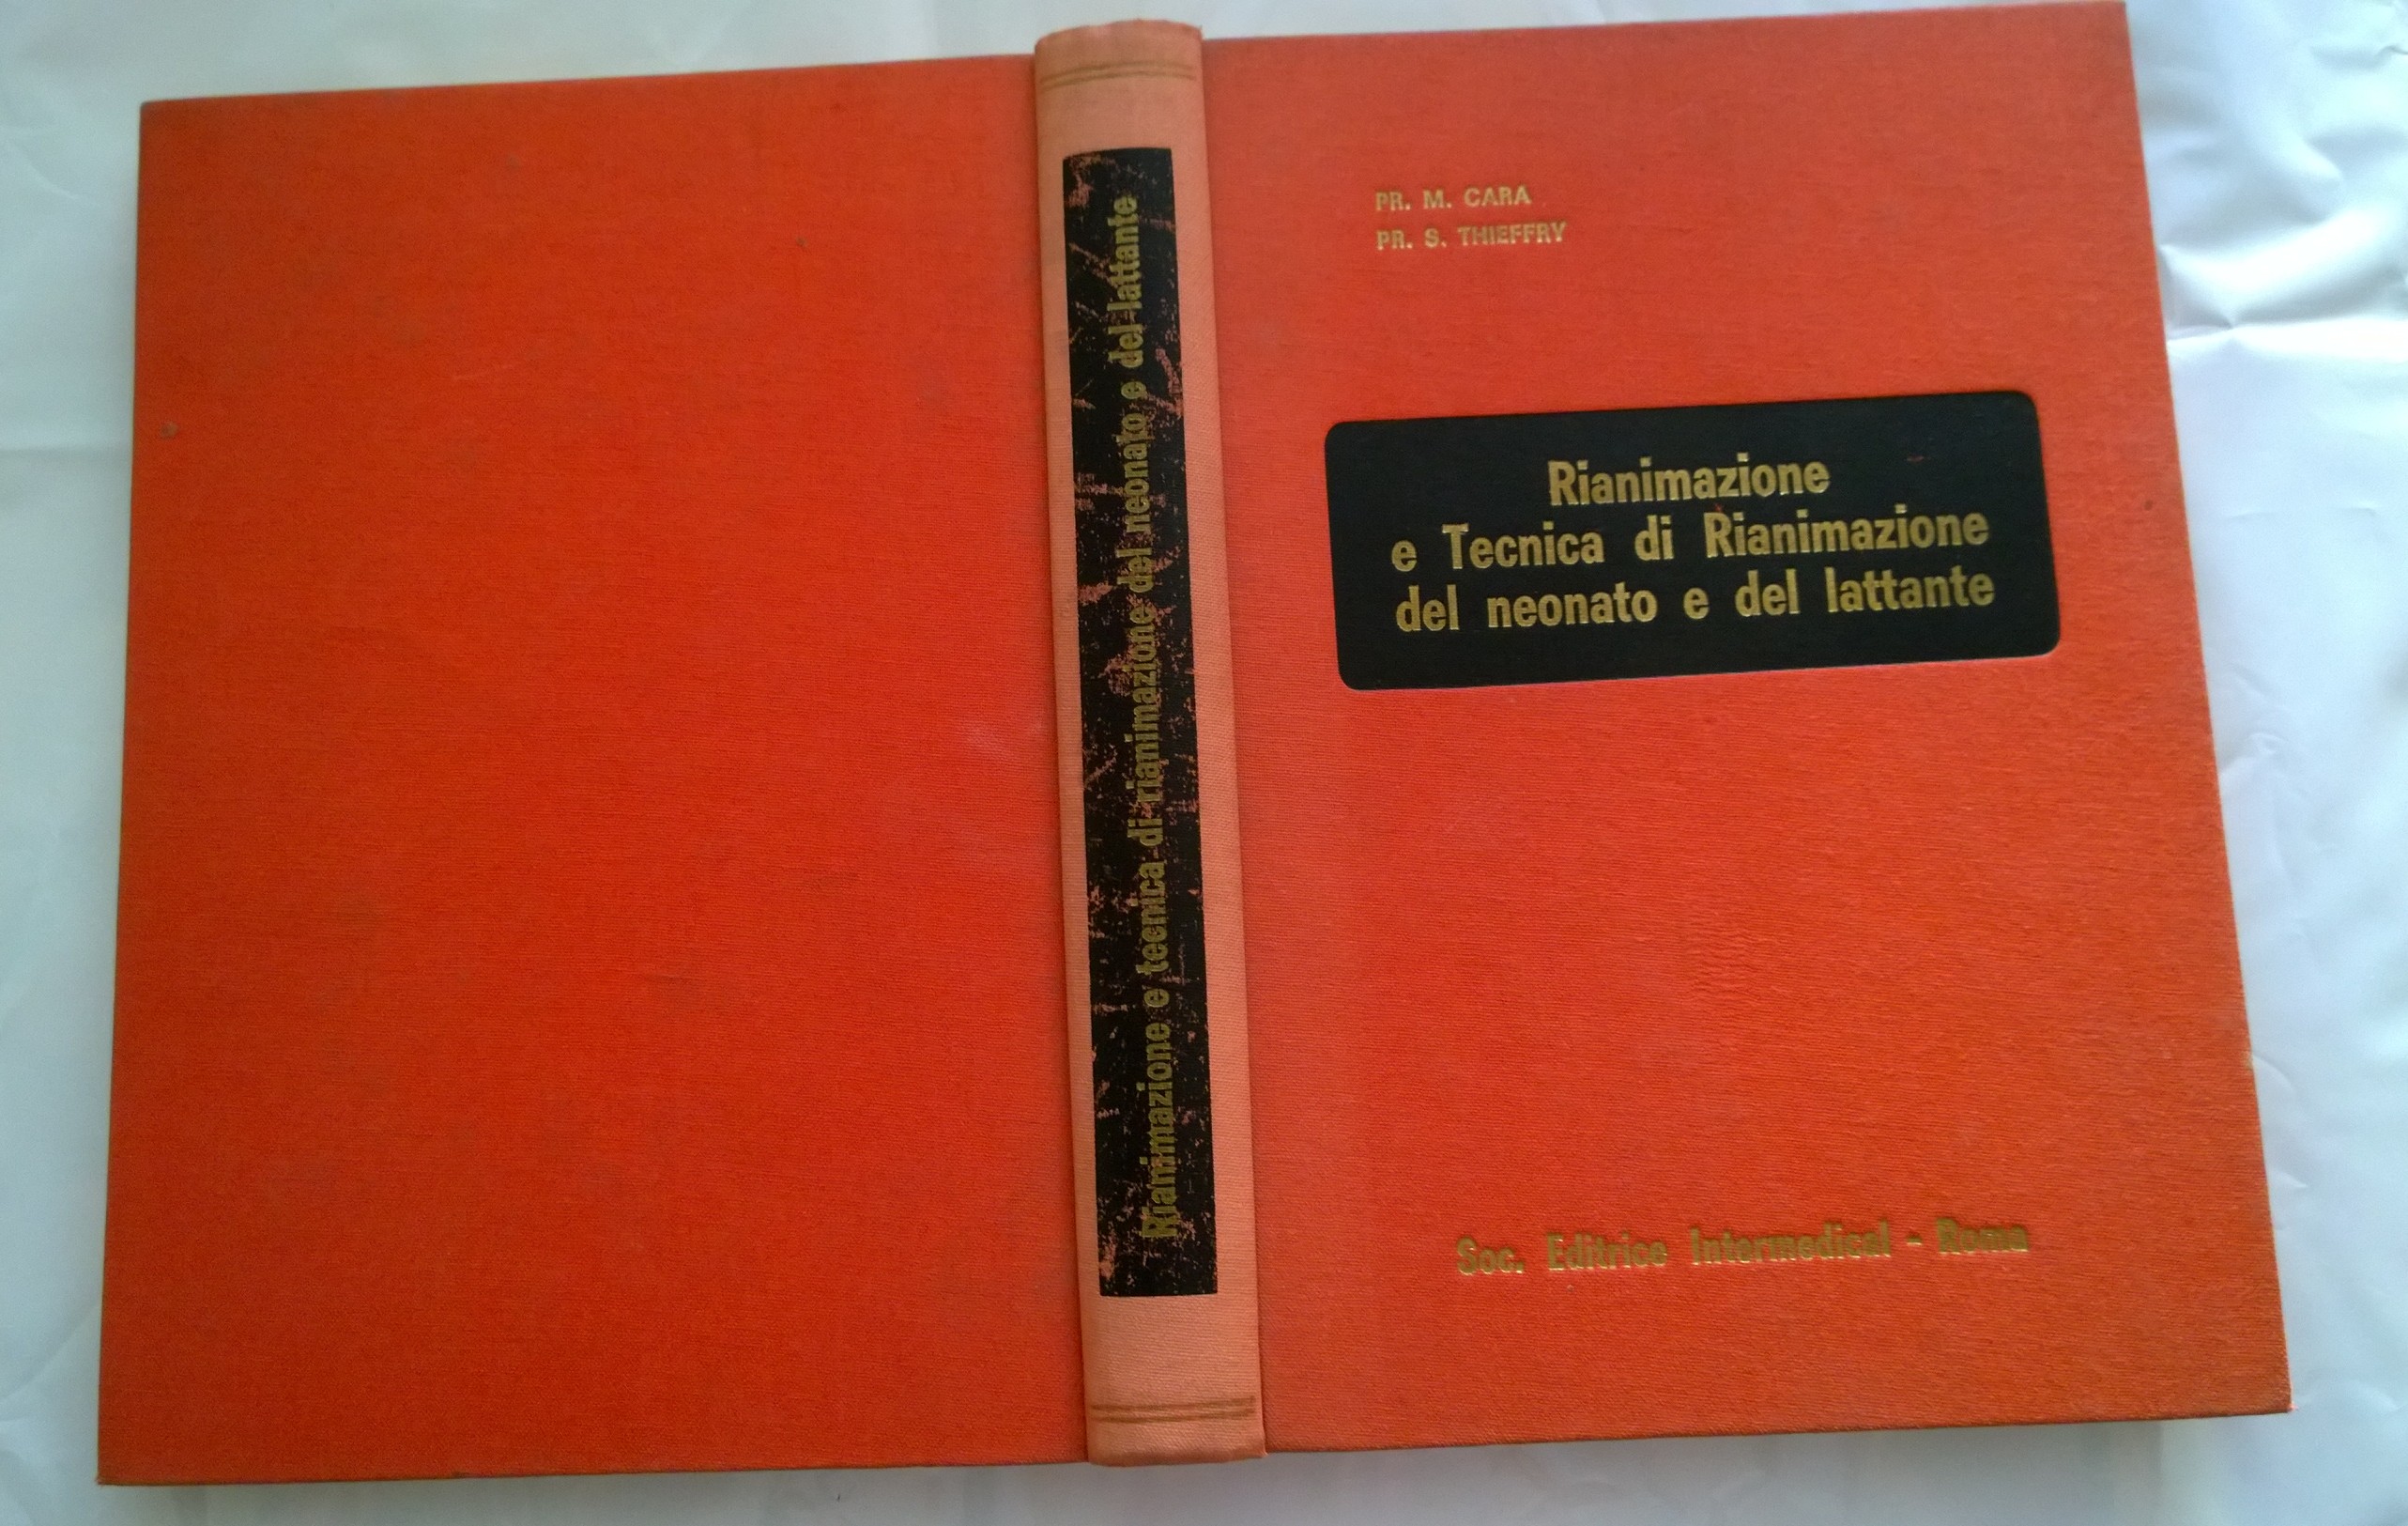 Rianimazione e tecnica di rianimazione del neonato e del lattante
PR. M. CARA
PR. S. THIEFFRY
Rianimazione
e Tecnica di Rianimazione
del neonato e del lattante
Soc. Editrice Intermedical - Roma